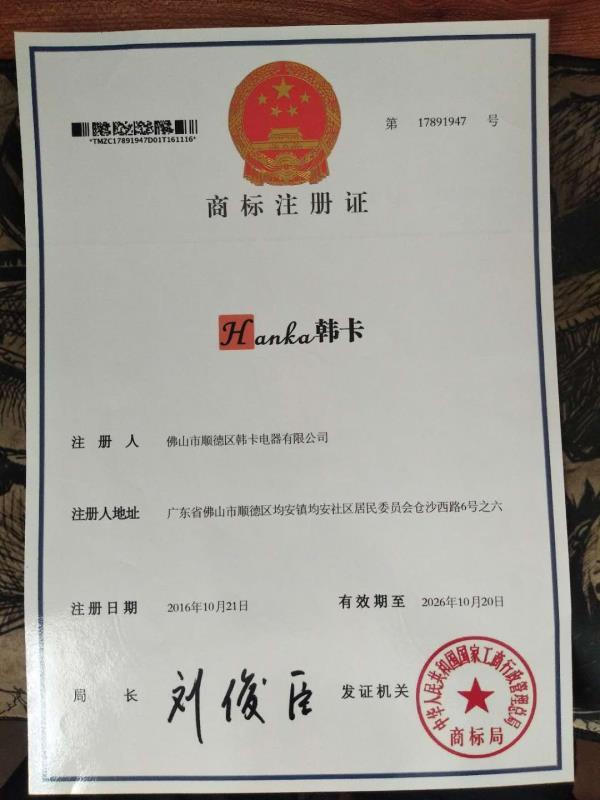 第 17891947 号
*TMZC17891947D01T161116*
商标注册证
Hanka韩卡
注册人 佛山市顺德区韩卡电器有限公司
注册人地址 广东省佛山市顺德区均安镇均安社区居民委员会仓沙西路6号之六
注册日期 2016年10月21日 有效期至 2026年10月20日
局长 刘俊臣 发证机关
中华人民共和国国家工商行政管理总局
商标局